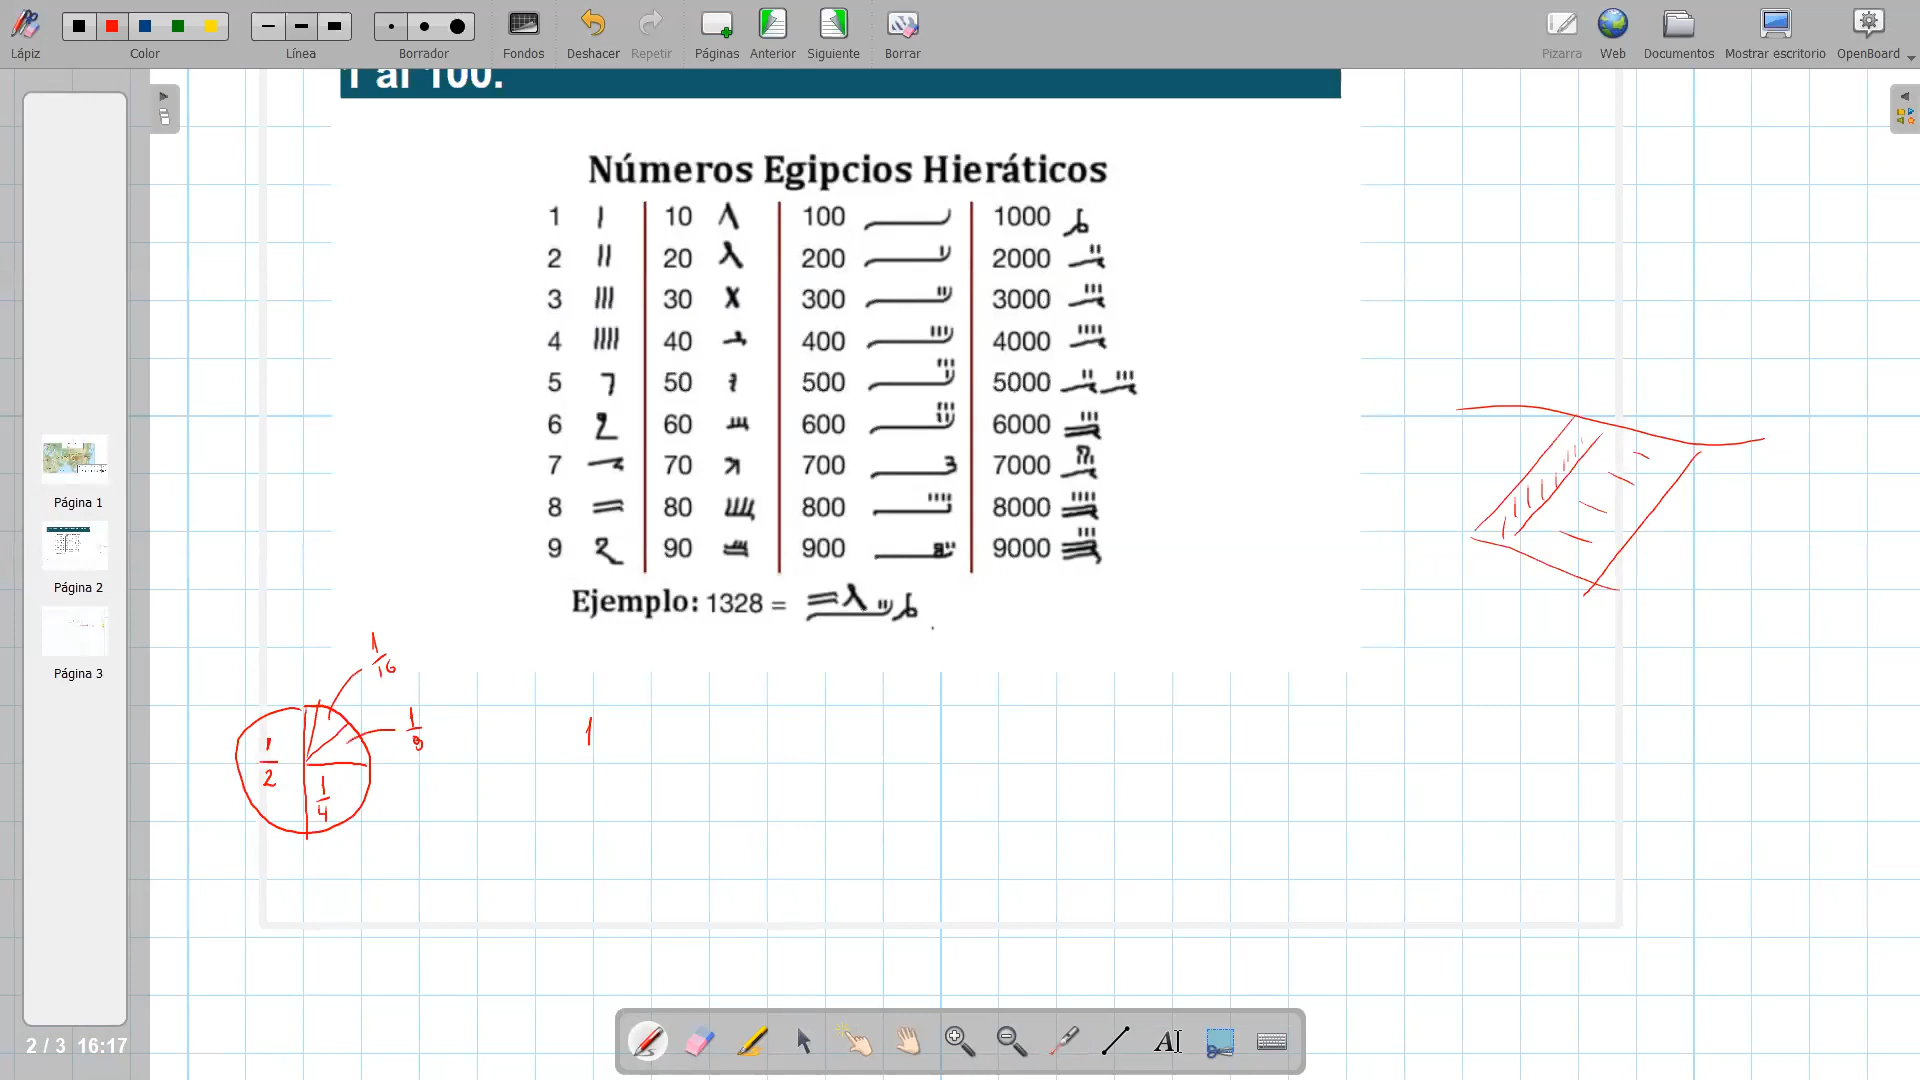 Lápiz Color Línea Borrador Fondos Deshacer Repetir Páginas Anterior Siguiente Borrar Pizarra Web Documentos Mostrar escritorio OpenBoard
1 al 100.
Números Egipcios Hieráticos
1 10 100 1000
2 20 200 2000
3 30 300 3000
4 40 400 4000
5 50 500 5000
6 60 600 6000
7 70 700 7000
8 80 800 8000
9 90 900 9000
Ejemplo: 1328 =
Página 1
Página 2
Página 3
1/16
1/8
1/2
1/4
1
2 / 3 16:17